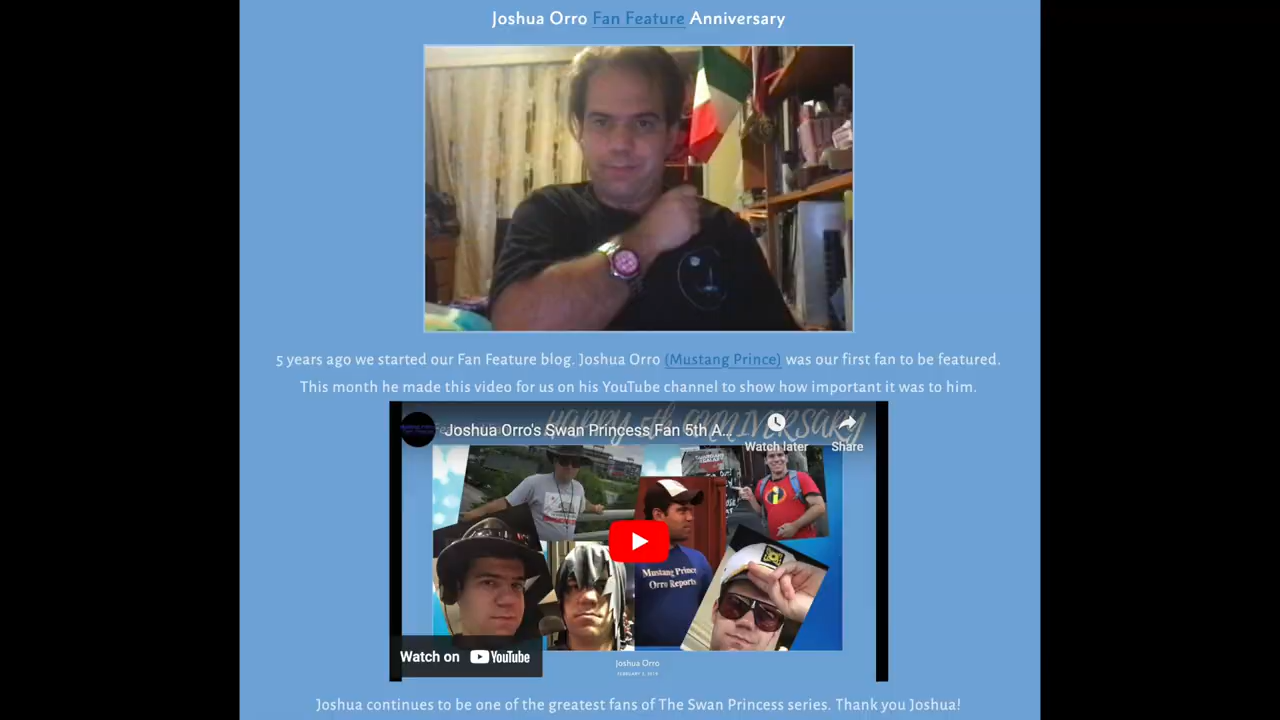 Joshua Orro Fan Feature Anniversary
5 years ago we started our Fan Feature blog. Joshua Orro (Mustang Prince) was our first fan to be featured.
This month he made this video for us on his YouTube channel to show how important it was to him.
HAPPY 5th ANNIVERSARY
Joshua Orro's Swan Princess Fan 5th A...
Watch later
Share
Mustang Prince
Orro Reports
Watch on YouTube
Joshua Orro
Joshua continues to be one of the greatest fans of The Swan Princess series. Thank you Joshua!